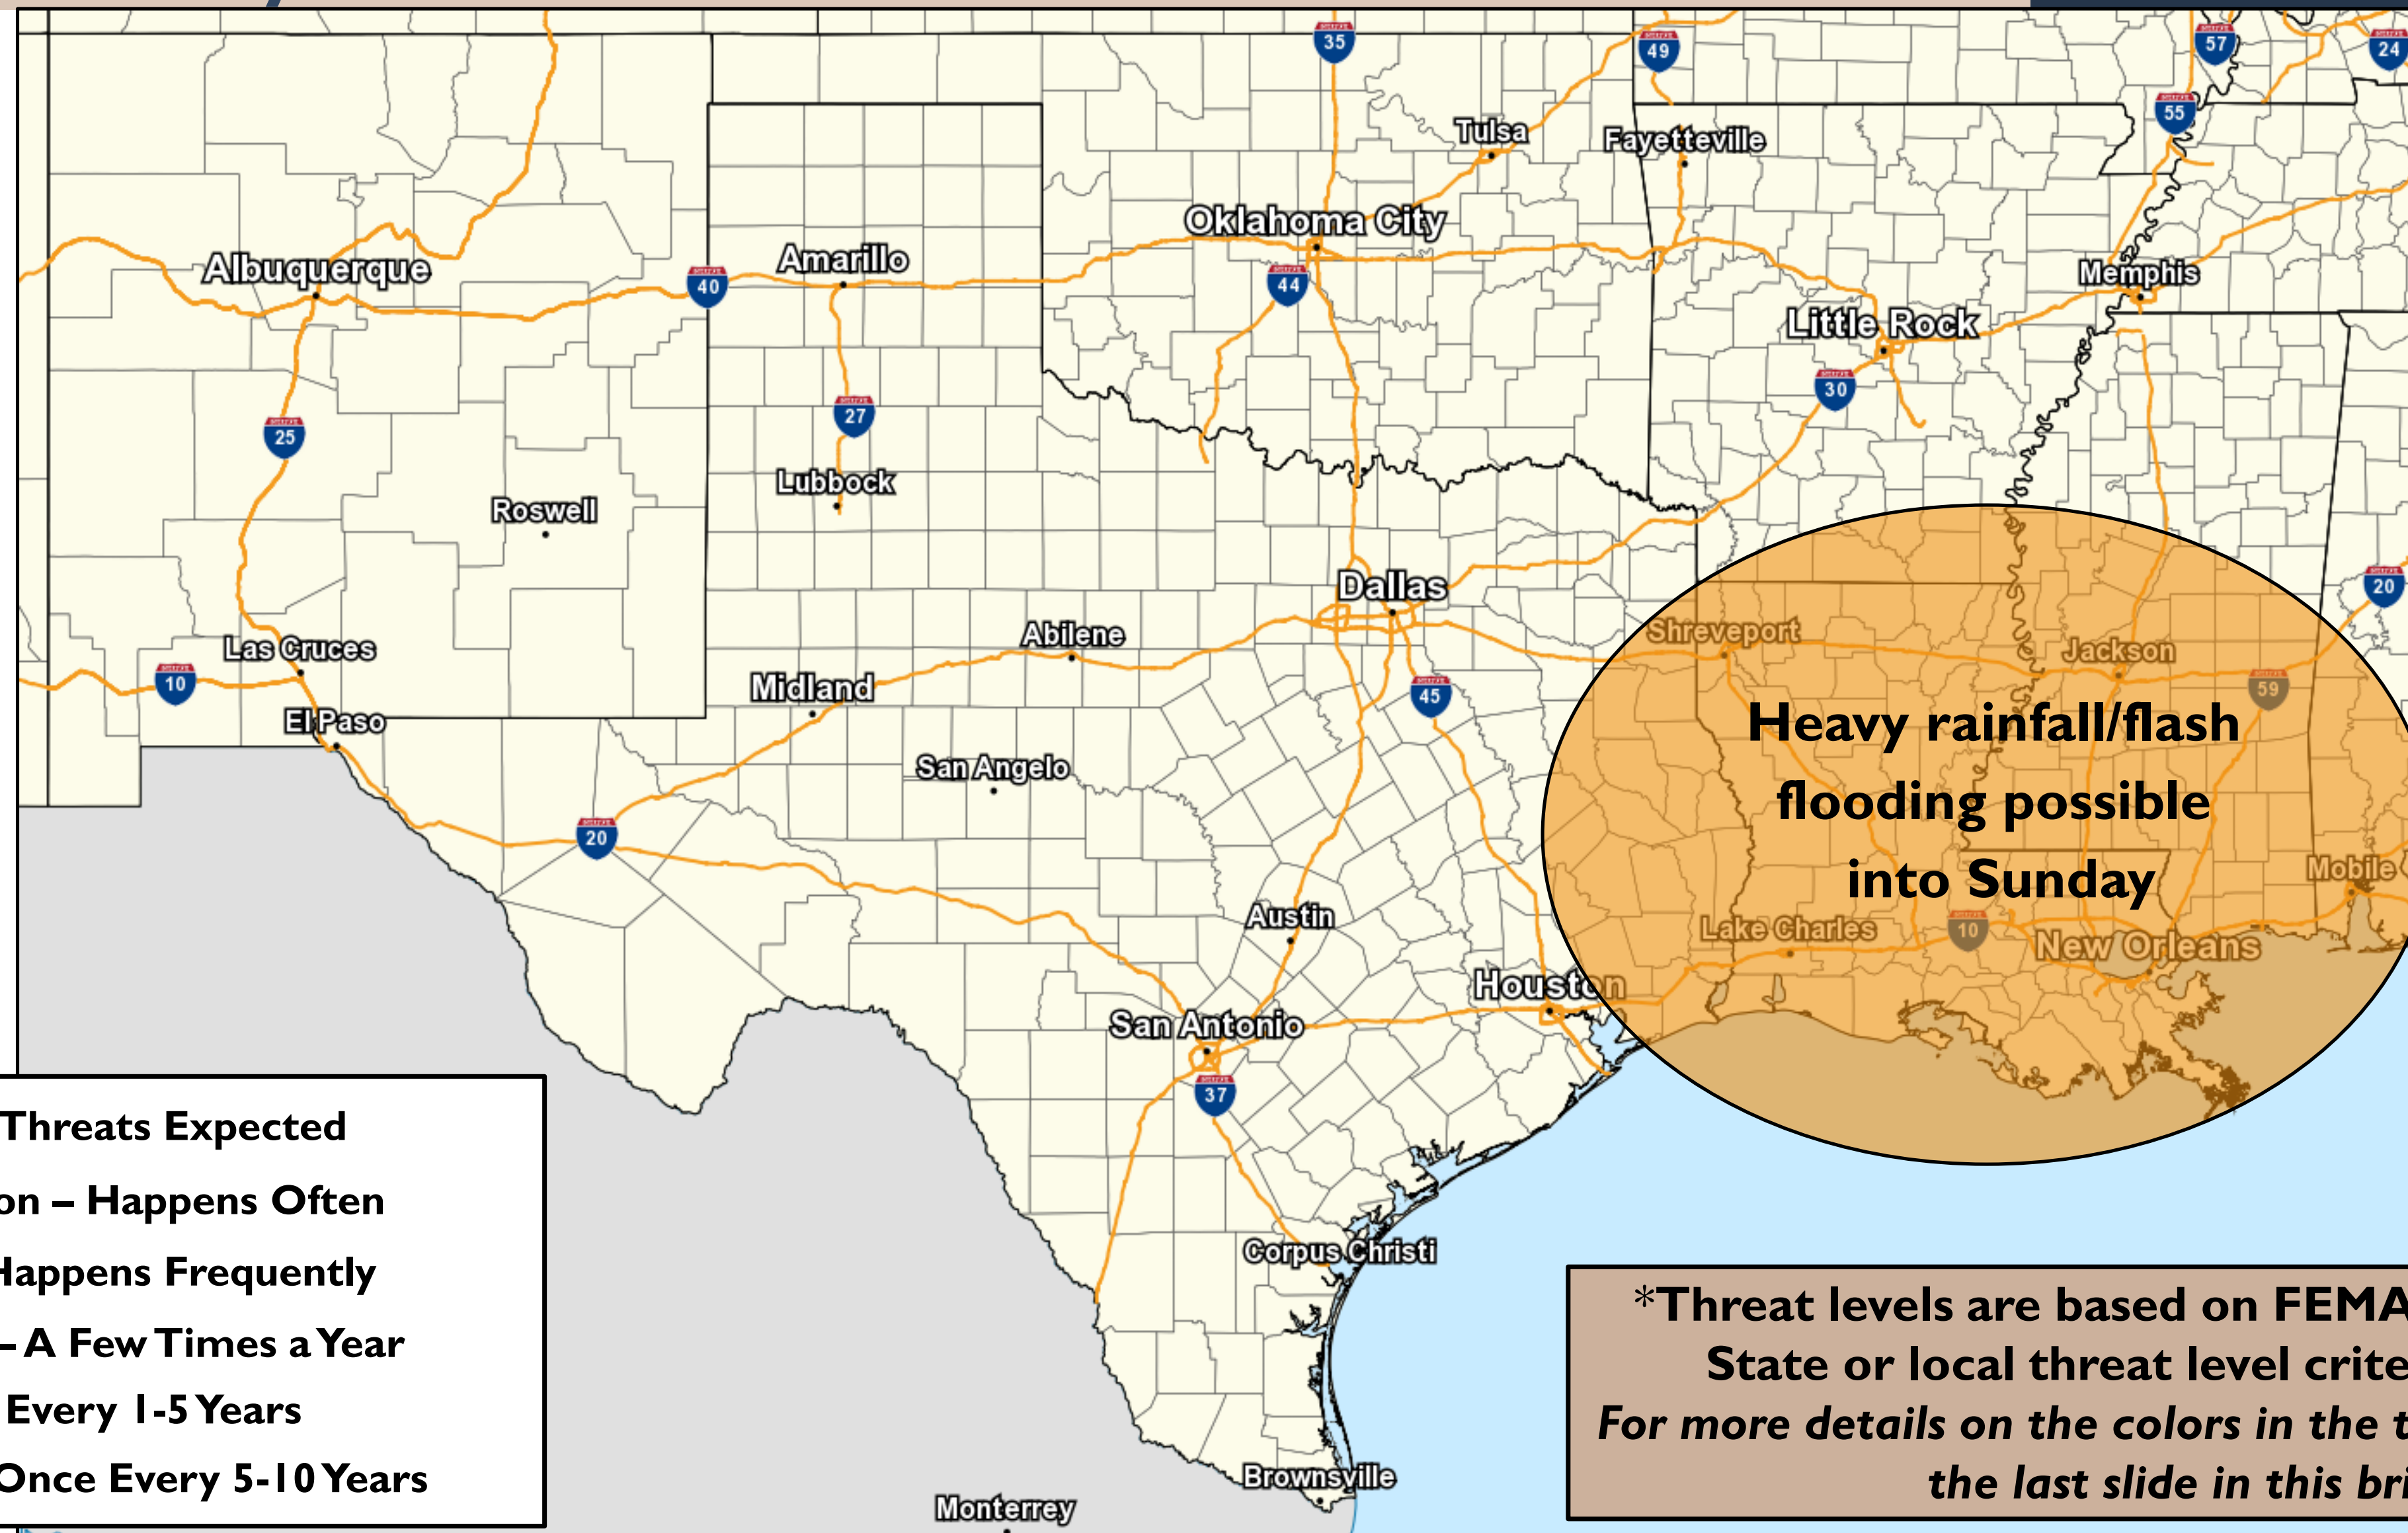 35
49
57
24
55
Tulsa
Fayetteville
Oklahoma City
Albuquerque
Amarillo
40
44
Memphis
Little Rock
30
25
27
Lubbock
Roswell
Dallas
20
Abilene
Shreveport
Jackson
Las Cruces
10
Midland
45
59
El Paso
San Angelo
20
Heavy rainfall/flash
flooding possible
into Sunday
Mobile
Austin
Lake Charles
10
New Orleans
Houston
San Antonio
37
Corpus Christi
Brownsville
Monterrey
Threats Expected
on – Happens Often
Happens Frequently
– A Few Times a Year
Every 1-5 Years
Once Every 5-10 Years
*Threat levels are based on FEMA
State or local threat level crite
For more details on the colors in the t
the last slide in this bri